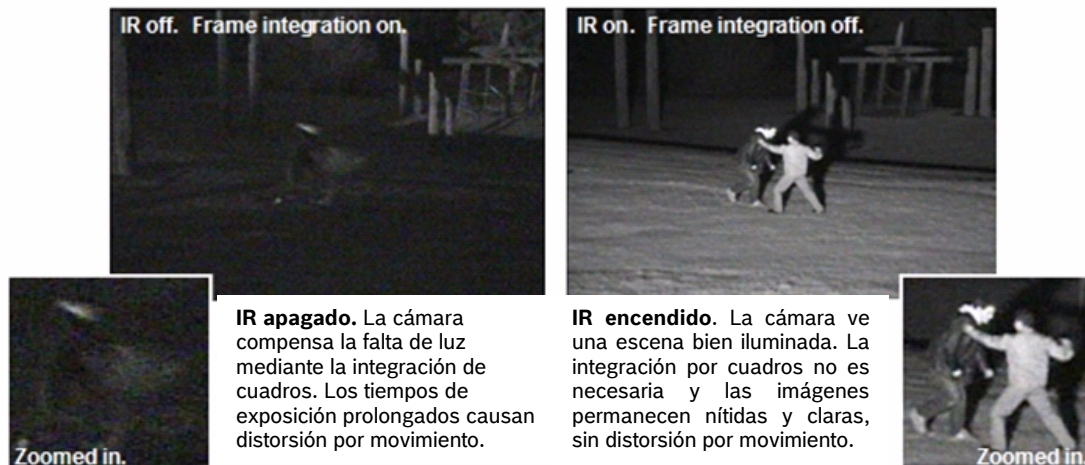 IR off. Frame integration on.
IR on. Frame integration off.
Zoomed in.
IR apagado. La cámara
compensa la falta de luz
mediante la integración de
cuadros. Los tiempos de
exposición prolongados causan
distorsión por movimiento.
IR encendido. La cámara ve
una escena bien iluminada. La
integración por cuadros no es
necesaria y las imágenes
permanecen nítidas y claras,
sin distorsión por movimiento.
Zoomed in.